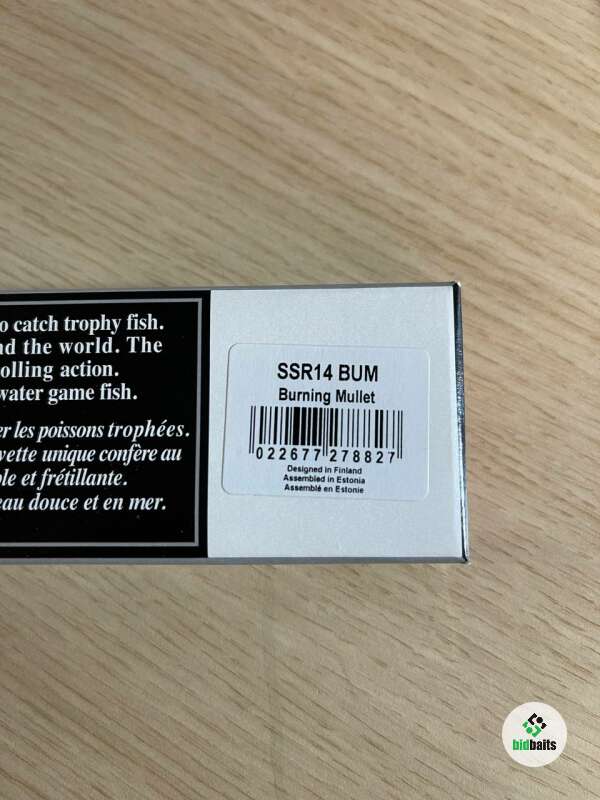 o catch trophy fish.
nd the world. The
olling action.
water game fish.
er les poissons trophées.
vette unique confère au
ble et frétillante.
eau douce et en mer.
SSR14 BUM
Burning Mullet
022677 278827
Designed in Finland
Assembled in Estonia
Assemblé en Estonie
bidbaits